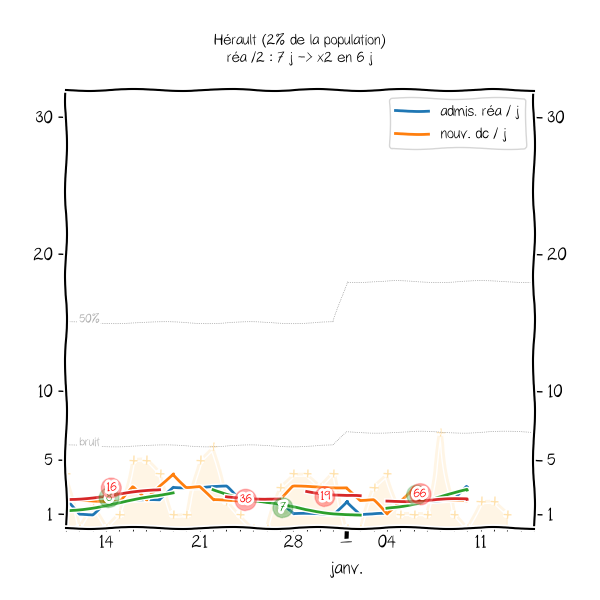 Hérault (2% de la population)
réa /2 : 7 j -> x2 en 6 j
admis. réa / j
nouv. dc / j
30 30
20 20
50%
10 10
bruit
5 5
16
36
7
19
66
1 1
14 21 28 04 11
janv.